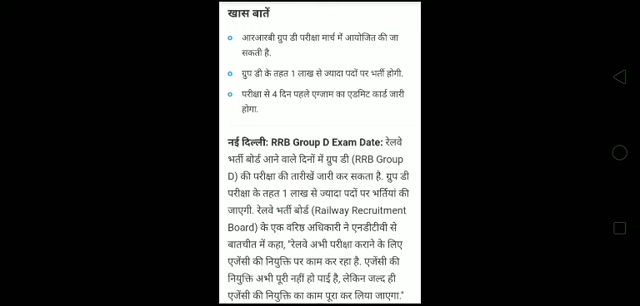 खास बातें
आरआरबी ग्रुप डी परीक्षा मार्च में आयोजित की जा
सकती है.
ग्रुप डी के तहत 1 लाख से ज्यादा पदों पर भर्ती होगी.
परीक्षा से 4 दिन पहले एग्जाम का एडमिट कार्ड जारी
होगा.
नई दिल्ली: RRB Group D Exam Date: रेलवे
भर्ती बोर्ड आने वाले दिनों में ग्रुप डी (RRB Group
D) की परीक्षा की तारीखें जारी कर सकता है. ग्रुप डी
परीक्षा के तहत 1 लाख से ज्यादा पदों पर भर्तियां की
जाएगी. रेलवे भर्ती बोर्ड (Railway Recruitment
Board) के एक वरिष्ठ अधिकारी ने एनडीटीवी से
बातचीत में कहा, "रेलवे अभी परीक्षा कराने के लिए
एजेंसी की नियुक्ति पर काम कर रहा है. एजेंसी की
नियुक्ति अभी पूरी नहीं हो पाई है, लेकिन जल्द ही
एजेंसी की नियुक्ति का काम पूरा कर लिया जाएगा."